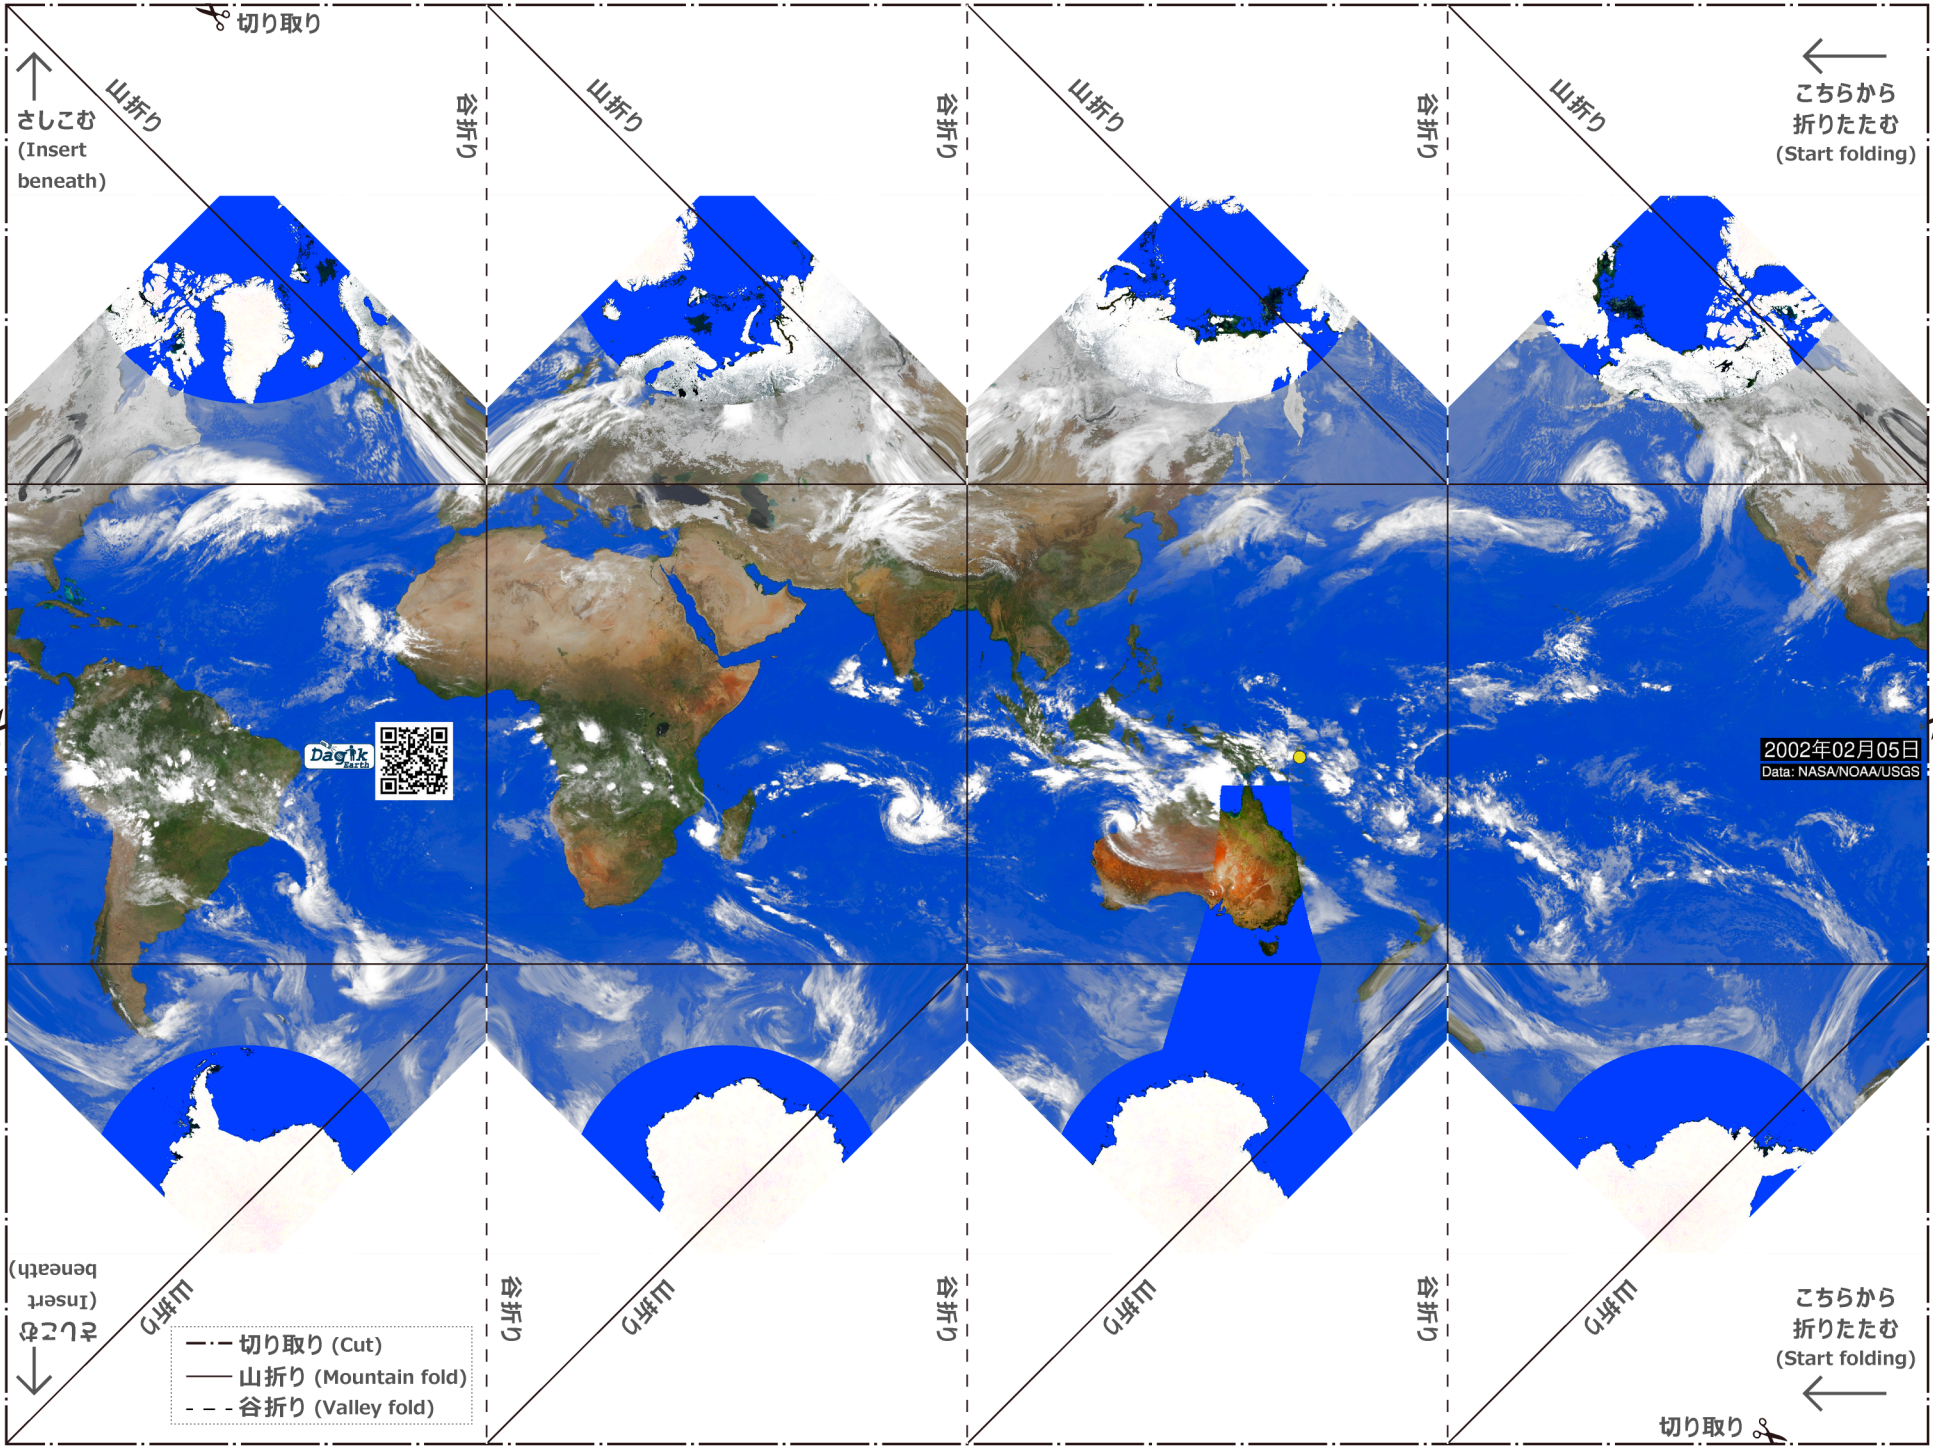 切り取り
山折り
谷折り
山折り
谷折り
山折り
谷折り
山折り
さしこむ
(Insert
beneath)
こちらから
折りたたむ
(Start folding)
Dagik
Earth
2002年02月05日
Data: NASA/NOAA/USGS
さしこむ
(Insert
beneath)
山折り
谷折り
山折り
谷折り
山折り
谷折り
山折り
こちらから
折りたたむ
(Start folding)
切り取り (Cut)
山折り (Mountain fold)
谷折り (Valley fold)
切り取り